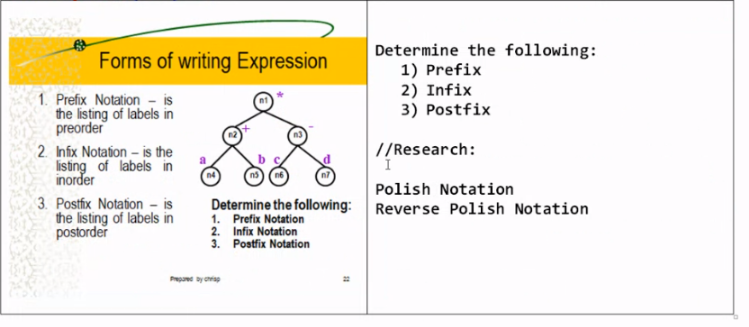 Forms of writing Expression
1. Prefix Notation – is
the listing of labels in
preorder
2. Infix Notation – is the
listing of labels in
inorder
3. Postfix Notation – is
the listing of labels in
postorder
n1 *
n2 +
n3 -
a
b
c
d
n4
n5
n6
n7
Determine the following:
1. Prefix Notation
2. Infix Notation
3. Postfix Notation
Prepared by chrisp
22
Determine the following:
1) Prefix
2) Infix
3) Postfix
//Research:
Polish Notation
Reverse Polish Notation